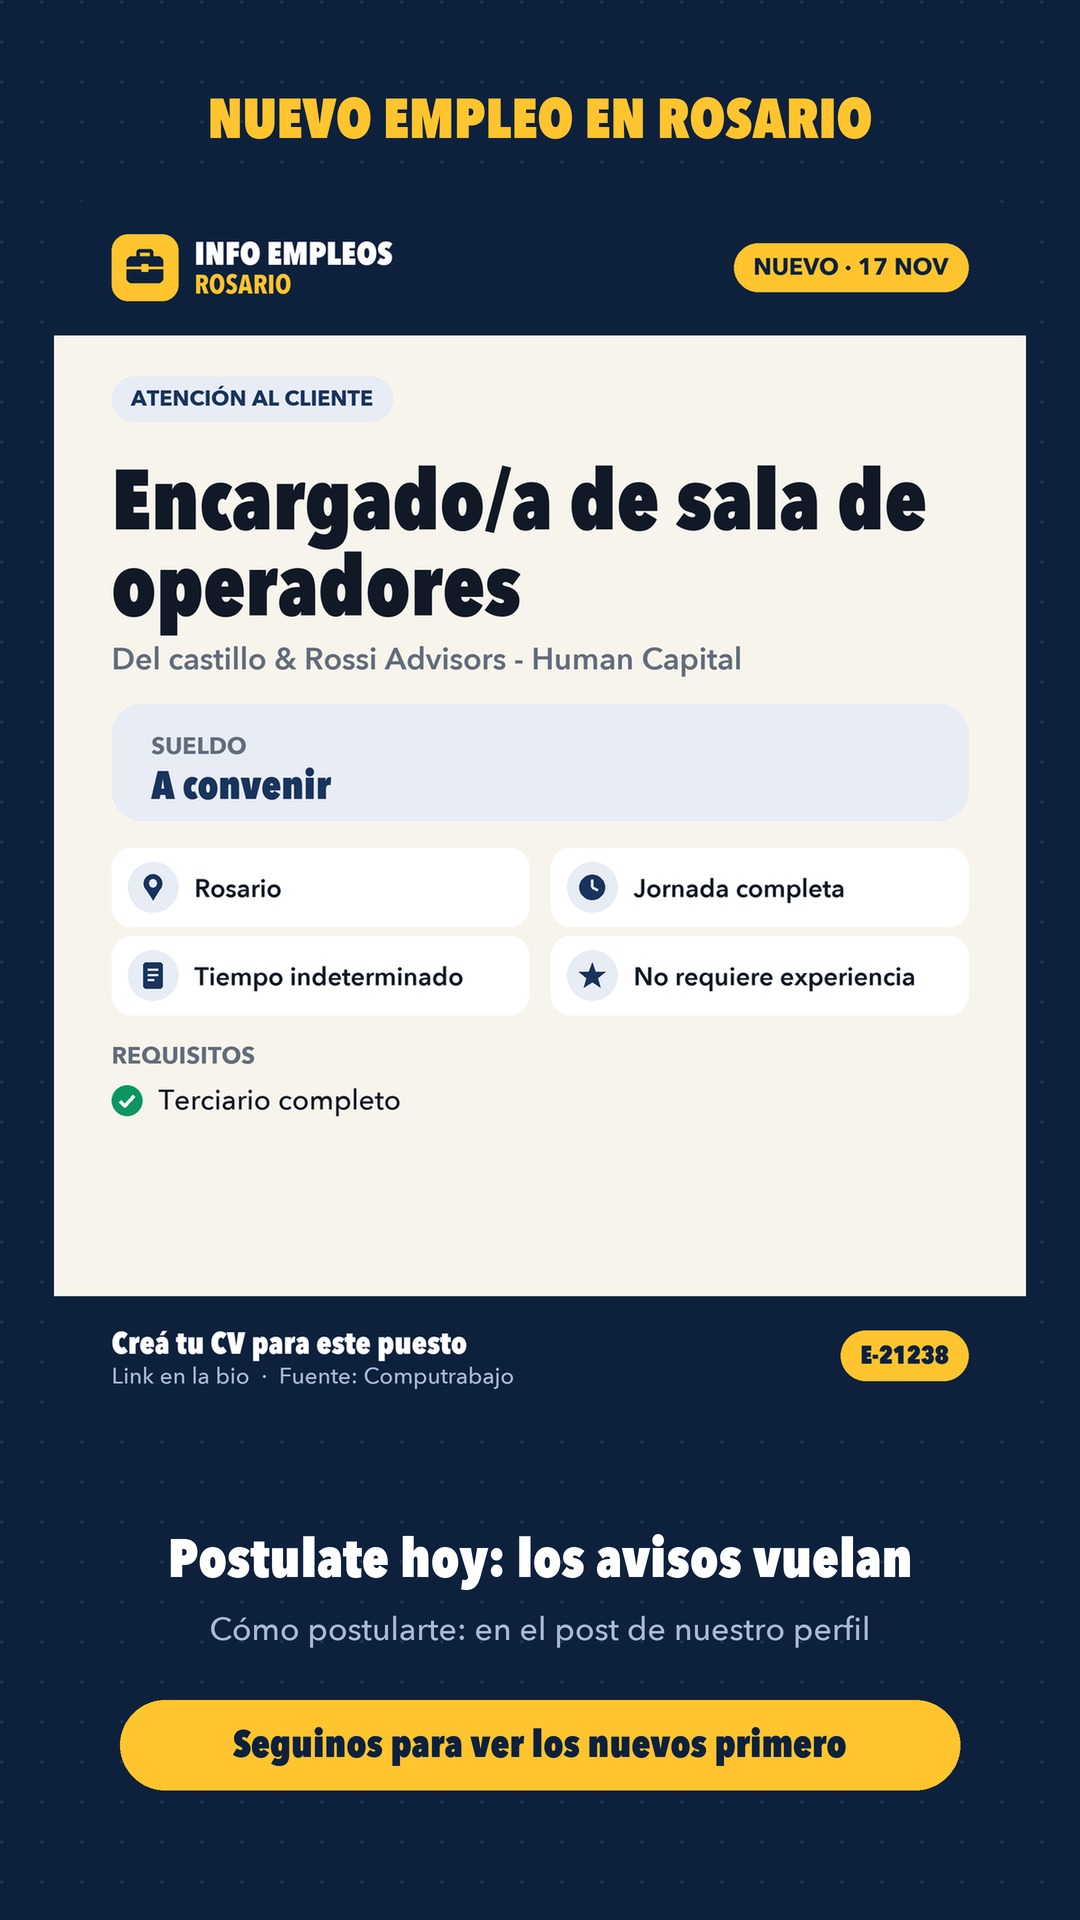 NUEVO EMPLEO EN ROSARIO
INFO EMPLEOS
ROSARIO
NUEVO · 17 NOV
ATENCIÓN AL CLIENTE
Encargado/a de sala de
operadores
Del castillo & Rossi Advisors - Human Capital
SUELDO
A convenir
Rosario
Jornada completa
Tiempo indeterminado
No requiere experiencia
REQUISITOS
Terciario completo
Creá tu CV para este puesto
Link en la bio · Fuente: Computrabajo
E-21238
Postulate hoy: los avisos vuelan
Cómo postularte: en el post de nuestro perfil
Seguinos para ver los nuevos primero